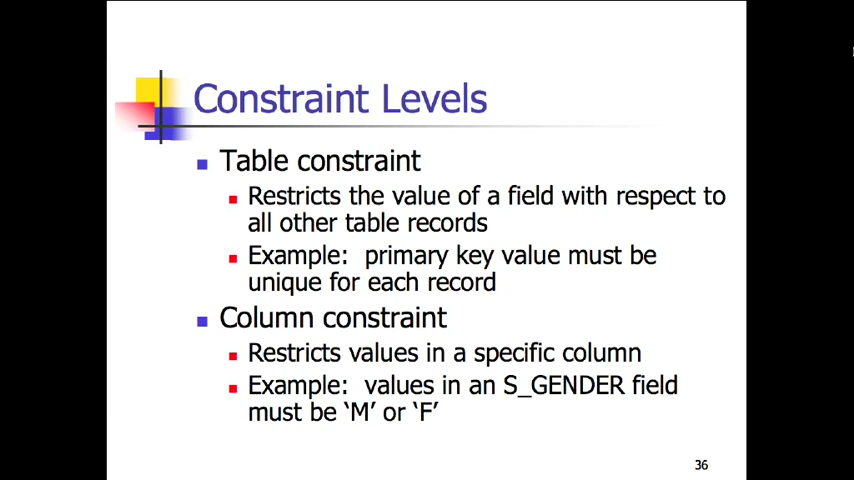 Constraint Levels
Table constraint
Restricts the value of a field with respect to
all other table records
Example:  primary key value must be
unique for each record
Column constraint
Restricts values in a specific column
Example:  values in an S_GENDER field
must be ‘M’ or ‘F’
36